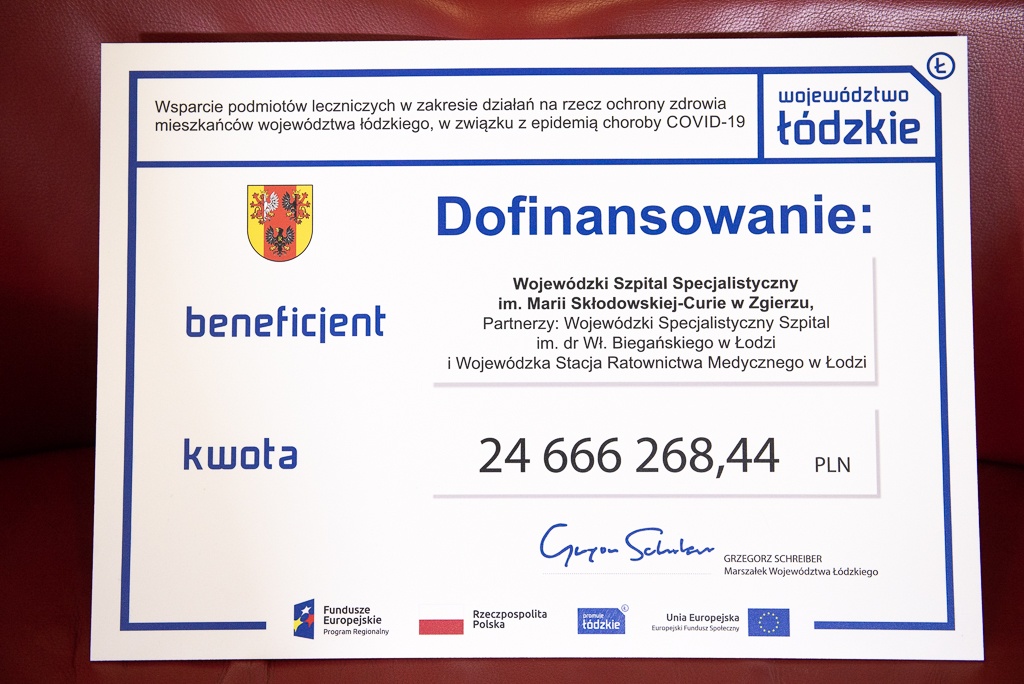 Wsparcie podmiotów leczniczych w zakresie działań na rzecz ochrony zdrowia
mieszkańców województwa łódzkiego, w związku z epidemią choroby COVID-19
Ł
województwo
łódzkie
Dofinansowanie:
beneficjent
Wojewódzki Szpital Specjalistyczny
im. Marii Skłodowskiej-Curie w Zgierzu,
Partnerzy: Wojewódzki Specjalistyczny Szpital
im. dr Wł. Biegańskiego w Łodzi
i Wojewódzka Stacja Ratownictwa Medycznego w Łodzi
kwota
24 666 268,44 PLN
Grzegorz Schreiber
GRZEGORZ SCHREIBER
Marszałek Województwa Łódzkiego
Fundusze
Europejskie
Program Regionalny
Rzeczpospolita
Polska
promuje
łódzkie
Ł
Unia Europejska
Europejski Fundusz Społeczny